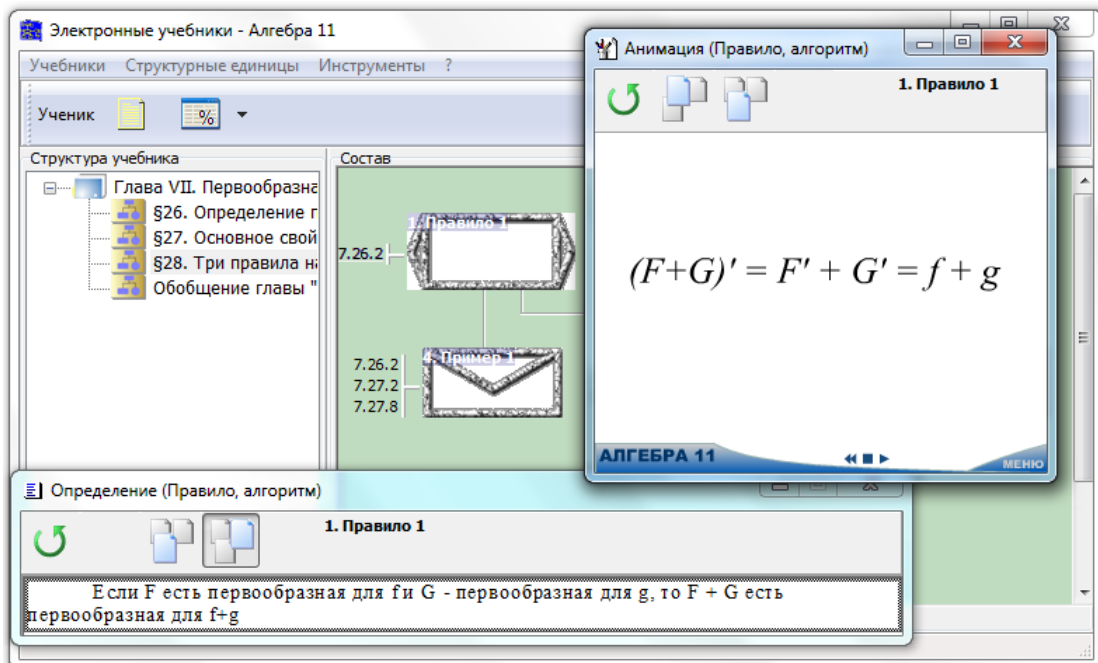 Электронные учебники - Алгебра 11
Учебники Структурные единицы Инструменты ?
Ученик
%
Структура учебника
Глава VII. Первообразна
§26. Определение г
§27. Основное свой
§28. Три правила на
Обобщение главы "
Состав
7.26.2
1. Правило 1
7.26.2
7.27.2
7.27.8
4. Пример 1
Анимация (Правило, алгоритм)
1. Правило 1
(F+G)' = F' + G' = f + g
АЛГЕБРА 11
МЕНЮ
Определение (Правило, алгоритм)
1. Правило 1
Если F есть первообразная для f и G - первообразная для g, то F + G есть
первообразная для f+g